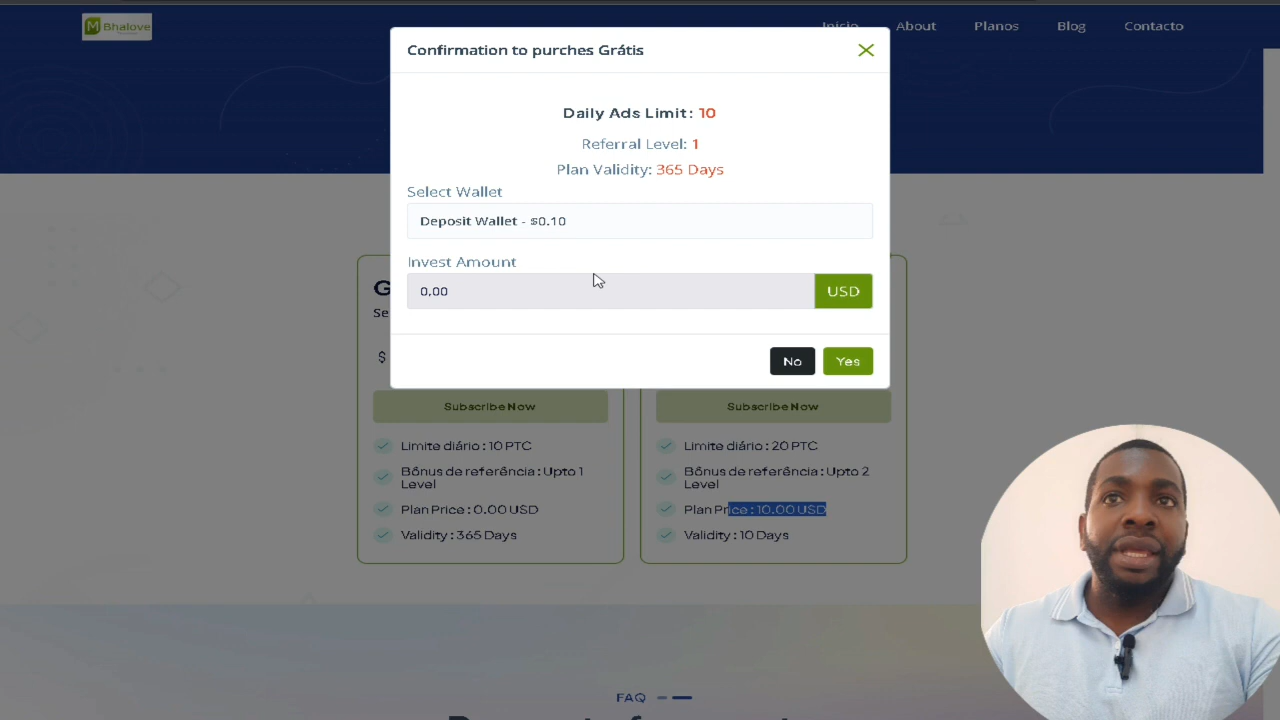 M Bhalove
Inicio
About
Planos
Blog
Contacto
Confirmation to purches Grátis
Daily Ads Limit: 10
Referral Level: 1
Plan Validity: 365 Days
Select Wallet
Deposit Wallet - $0.10
Invest Amount
0,00
USD
No
Yes
G
Se
$
Subscribe Now
Limite diário : 10 PTC
Bônus de referência : Upto 1
Level
Plan Price : 0.00 USD
Validity : 365 Days
Subscribe Now
Limite diário : 20 PTC
Bônus de referência : Upto 2
Level
Plan Price : 10.00 USD
Validity : 10 Days
FAQ